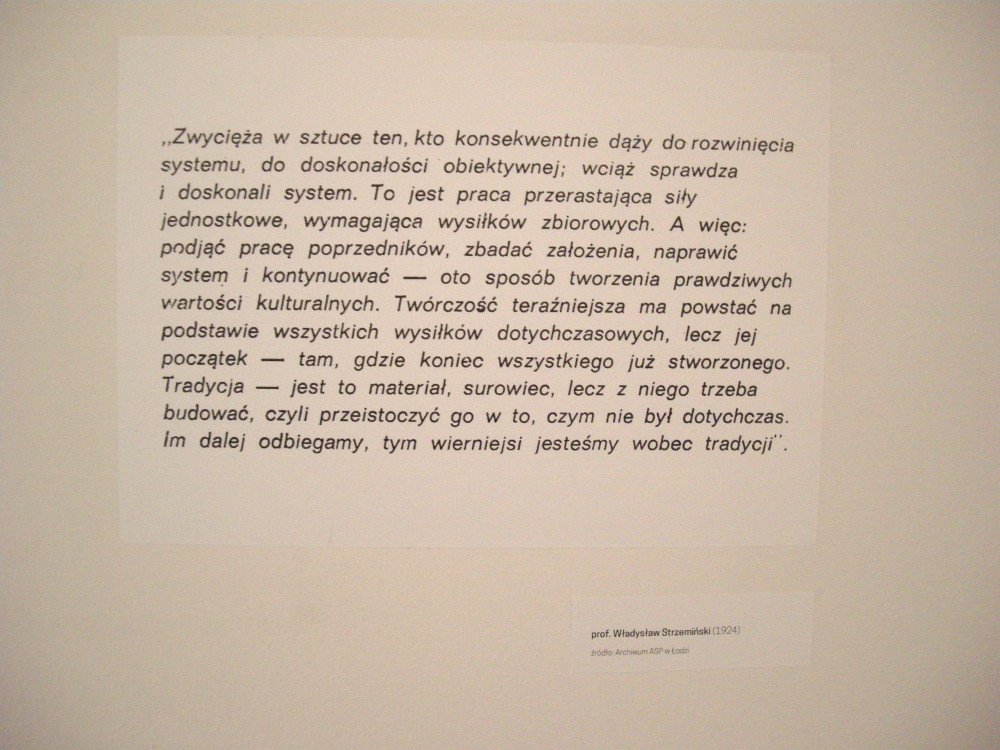 „Zwycięża w sztuce ten, kto konsekwentnie dąży do rozwinięcia
systemu, do doskonałości obiektywnej; wciąż sprawdza
i doskonali system. To jest praca przerastająca siły
jednostkowe, wymagająca wysiłków zbiorowych. A więc:
podjąć pracę poprzedników, zbadać założenia, naprawić
system i kontynuować — oto sposób tworzenia prawdziwych
wartości kulturalnych. Twórczość teraźniejsza ma powstać na
podstawie wszystkich wysiłków dotychczasowych, lecz jej
początek — tam, gdzie koniec wszystkiego już stworzonego.
Tradycja — jest to materiał, surowiec, lecz z niego trzeba
budować, czyli przeistoczyć go w to, czym nie był dotychczas.
Im dalej odbiegamy, tym wierniejsi jesteśmy wobec tradycji".
prof. Władysław Strzemiński (1924)
źródło: Archiwum ASP w Łodzi